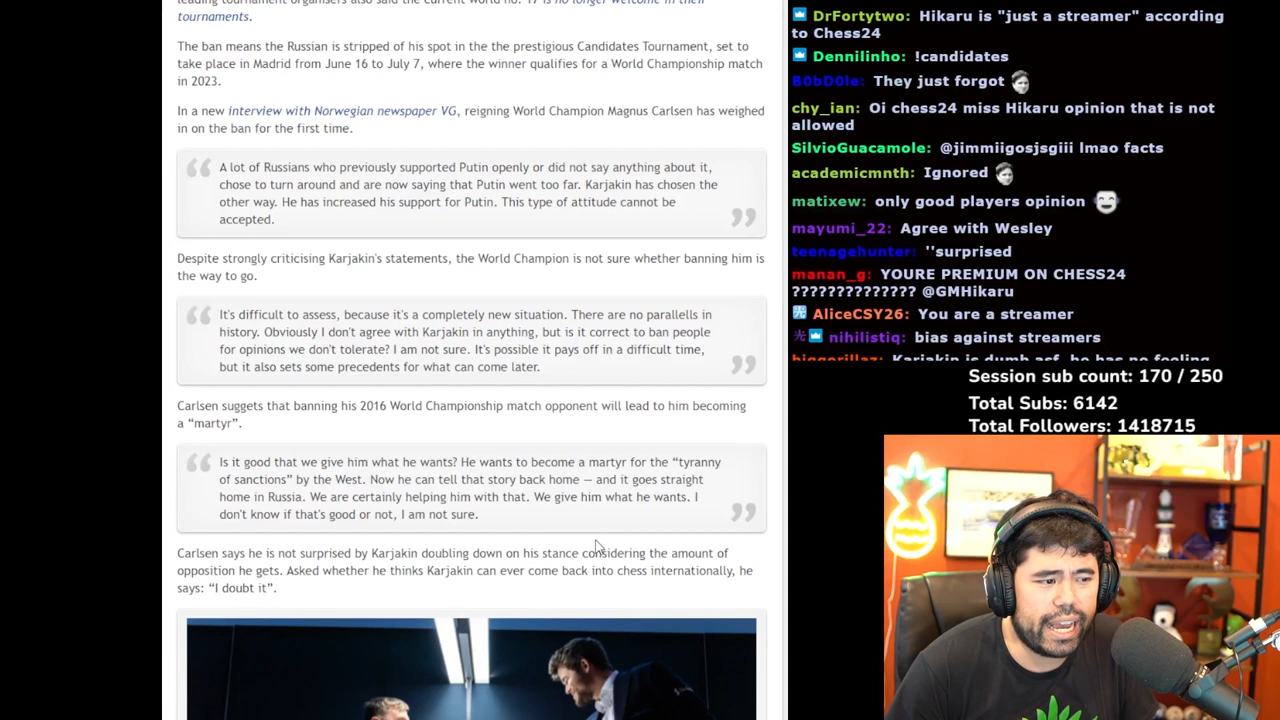 leading tournament organisers also said the current world no. 17 is no longer welcome in their
tournaments.
The ban means the Russian is stripped of his spot in the the prestigious Candidates Tournament, set to
take place in Madrid from June 16 to July 7, where the winner qualifies for a World Championship match
in 2023.
In a new interview with Norwegian newspaper VG, reigning World Champion Magnus Carlsen has weighed
in on the ban for the first time.
A lot of Russians who previously supported Putin openly or did not say anything about it,
chose to turn around and are now saying that Putin went too far. Karjakin has chosen the
other way. He has increased his support for Putin. This type of attitude cannot be
accepted.
Despite strongly criticising Karjakin's statements, the World Champion is not sure whether banning him is
the way to go.
It's difficult to assess, because it's a completely new situation. There are no parallells in
history. Obviously I don't agree with Karjakin in anything, but is it correct to ban people
for opinions we don't tolerate? I am not sure. It's possible it pays off in a difficult time,
but it also sets some precedents for what can come later.
Carlsen suggests that banning his 2016 World Championship match opponent will lead to him becoming
a “martyr”.
Is it good that we give him what he wants? He wants to become a martyr for the “tyranny
of sanctions” by the West. Now he can tell that story back home — and it goes straight
home in Russia. We are certainly helping him with that. We give him what he wants. I
don't know if that's good or not, I am not sure.
Carlsen says he is not surprised by Karjakin doubling down on his stance considering the amount of
opposition he gets. Asked whether he thinks Karjakin can ever come back into chess internationally, he
says: “I doubt it”.
DrFortytwo: Hikaru is "just a streamer" according
to Chess24
Dennilinho: !candidates
B0bD0le: They just forgot
chy_ian: Oi chess24 miss Hikaru opinion that is not
allowed
SilvioGuacamole: @jimmiigosjsgiii lmao facts
academicmnth: Ignored
matixew: only good players opinion
mayumi_22: Agree with Wesley
teenagehunter: ''surprised
manan_g: YOURE PREMIUM ON CHESS24
?????????????? @GMHikaru
AliceCSY26: You are a streamer
nihilistiq: bias against streamers
biggorillaz: Karjakin is dumb asf, he has no feeling
Session sub count: 170 / 250
Total Subs: 6142
Total Followers: 1418715